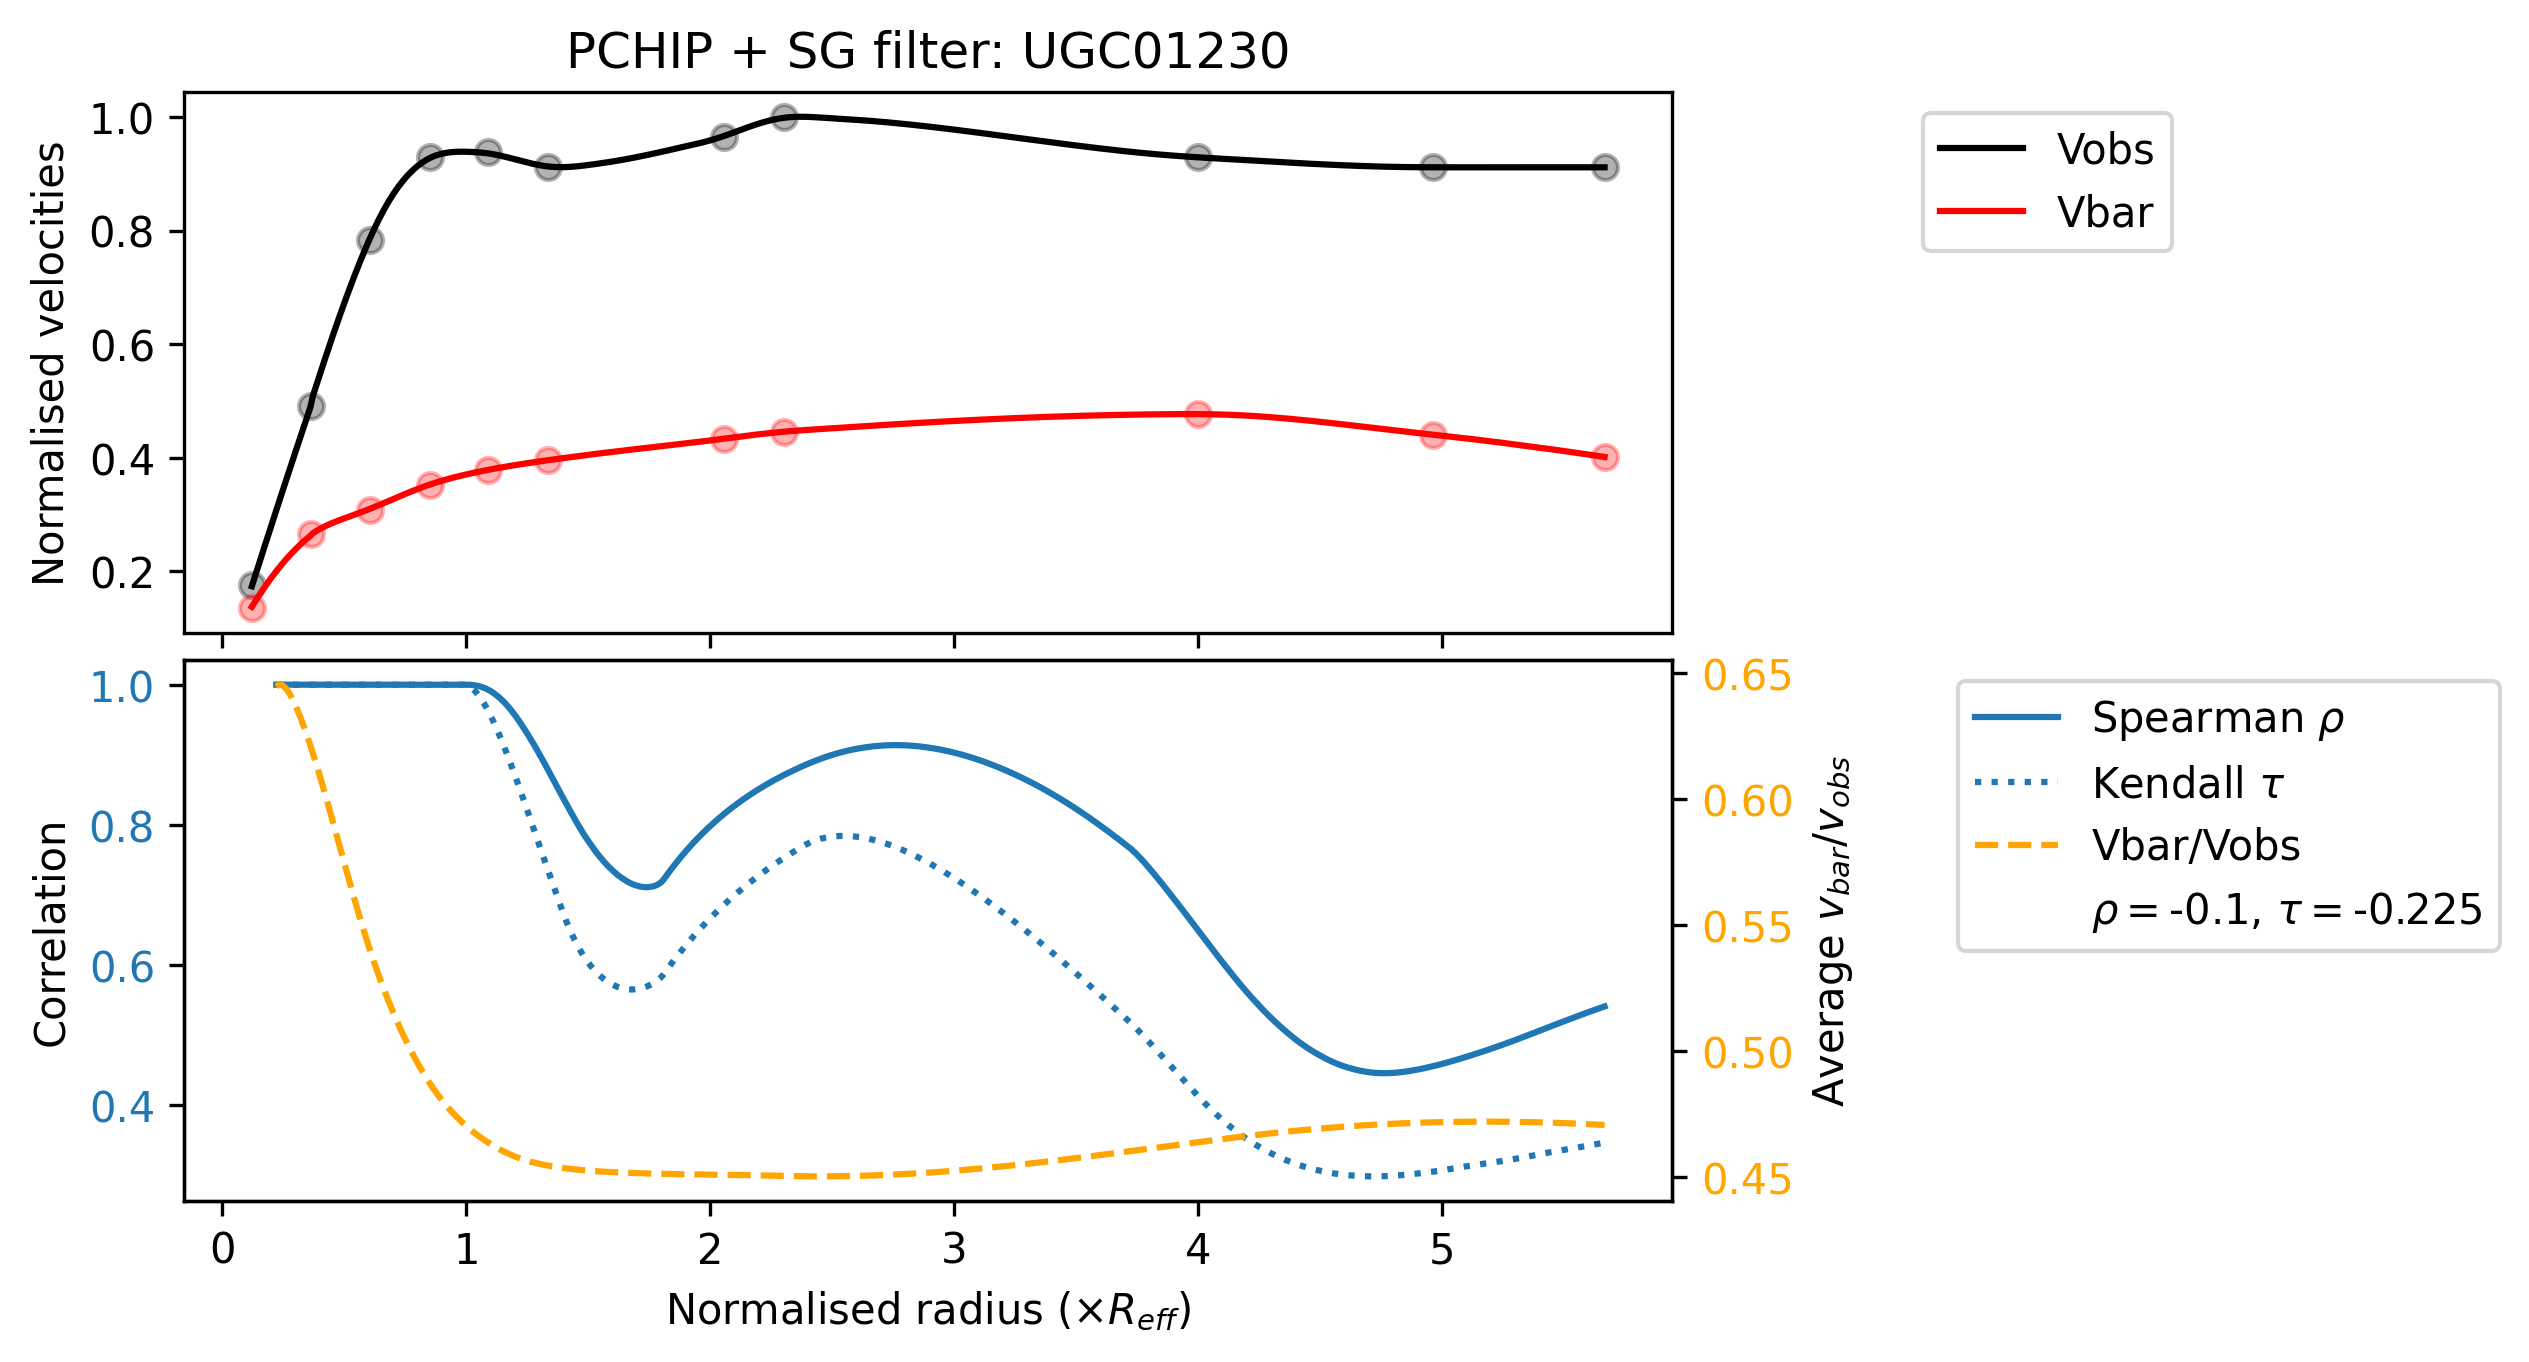 PCHIP + SG filter: UGC01230
Normalised velocities
1.0
0.8
0.6
0.4
0.2
Vobs
Vbar
Correlation
1.0
0.8
0.6
0.4
0.65
0.60
0.55
0.50
0.45
Average v_bar/v_obs
Spearman ρ
Kendall τ
Vbar/Vobs
ρ = -0.1, τ = -0.225
0 1 2 3 4 5
Normalised radius (×R_eff)